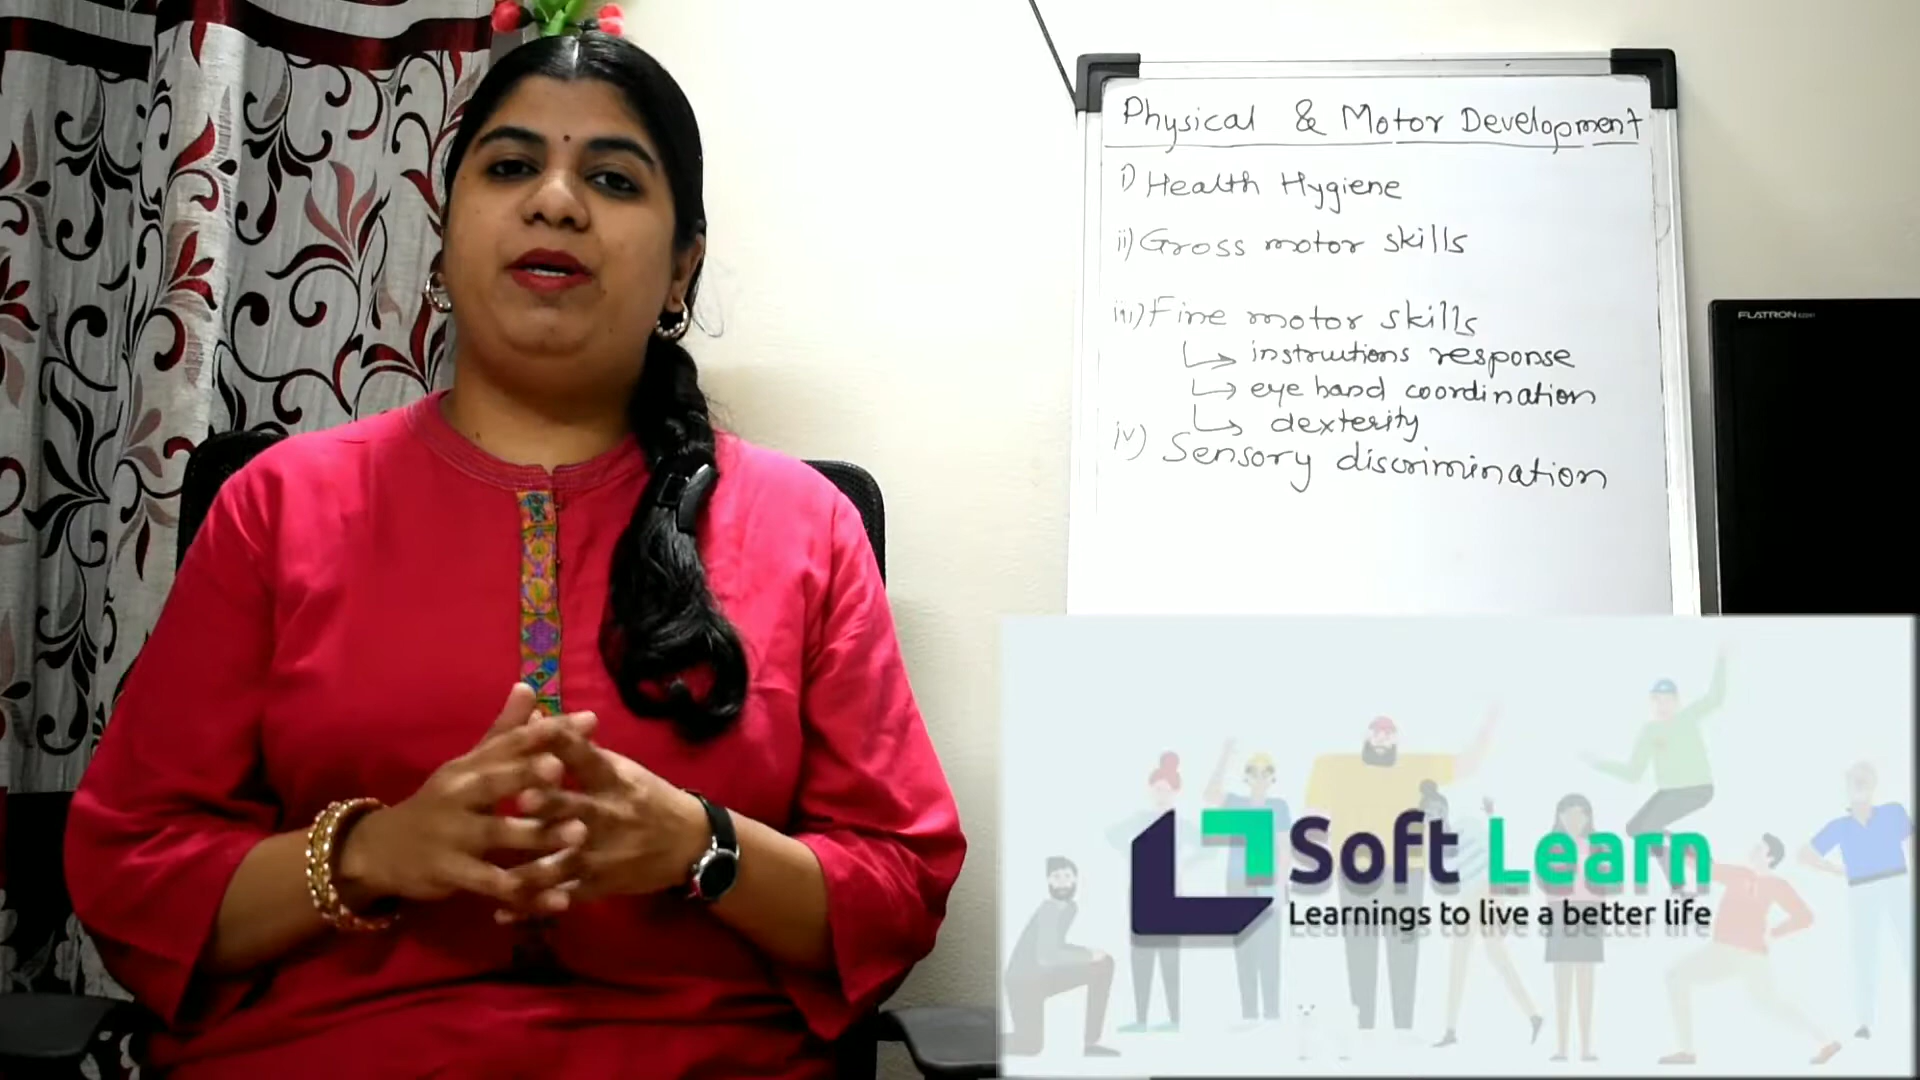 Physical & Motor Development
i) Health Hygiene
ii) Gross motor skills
iii) Fine motor skills
↳ instructions response
↳ eye hand coordination
↳ dexterity
iv) Sensory discrimination
FLATRON
Soft Learn
Learnings to live a better life